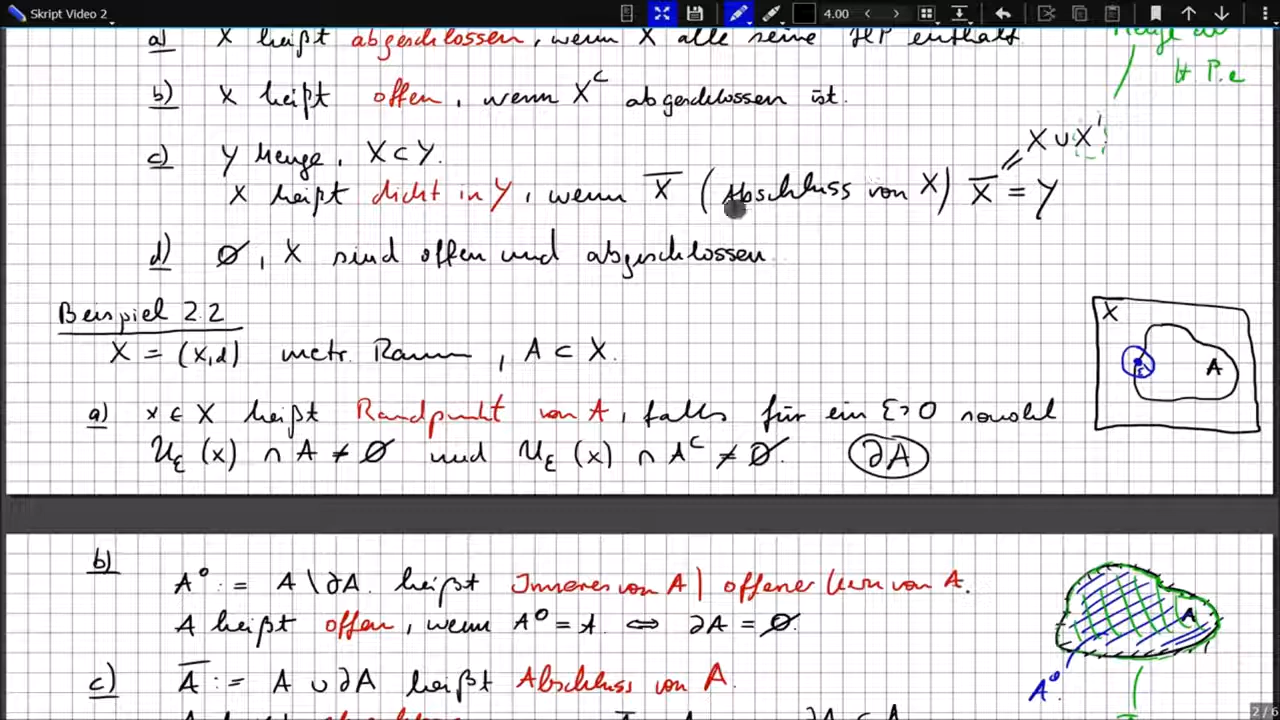 Skript Video 2
4.00
a) X heißt abgeschlossen, wenn X alle seine HP enthält
b) X heißt offen, wenn X^C abgeschlossen ist.
H P.e
c) Y Menge, X ⊂ Y.
X ∪ X'
X heißt dicht in Y, wenn X̅ (Abschluss von X) X̅ = Y
d) ∅, X sind offen und abgeschlossen.
Beispiel 2.2
X = (X,d) metr. Raum, A ⊂ X.
X
A
a) x ∈ X heißt Randpunkt von A, falls für ein ε>0 sowohl
U_ε (x) ∩ A ≠ ∅ und U_ε (x) ∩ A^C ≠ ∅. ∂A
b)
A° := A \ ∂A heißt Inneres von A | offener Kern von A.
A
A heißt offen, wenn A° = A. ⇔ ∂A = ∅.
c) A̅ := A ∪ ∂A heißt Abschluss von A.
A°
2 / 6